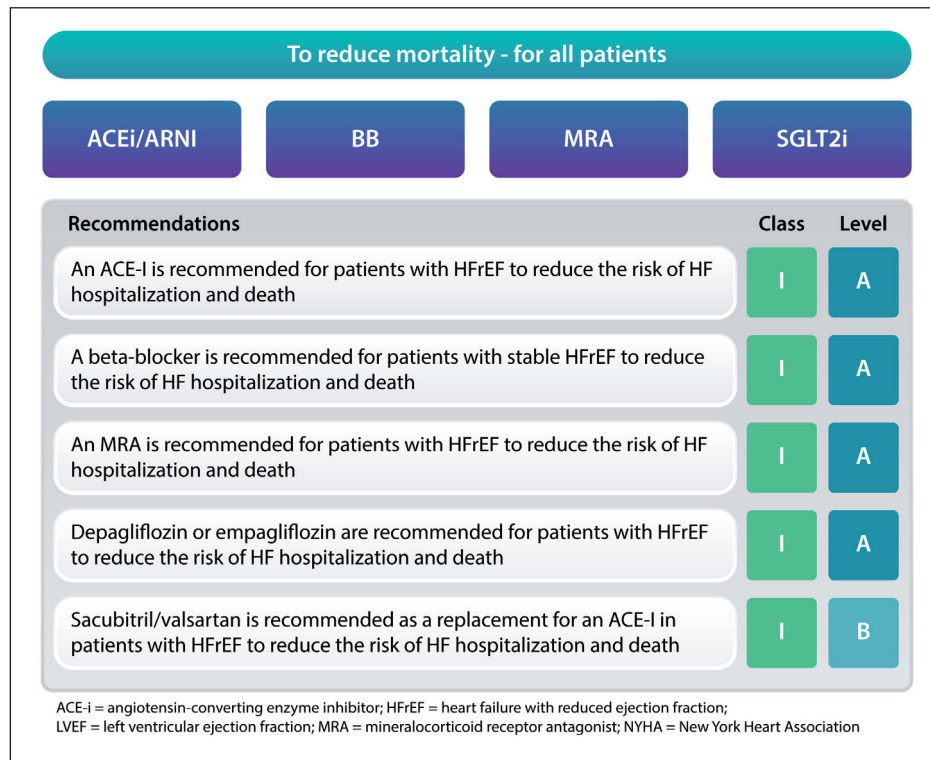 To reduce mortality - for all patients
ACEi/ARNI
BB
MRA
SGLT2i
Recommendations
Class
Level
An ACE-I is recommended for patients with HFrEF to reduce the risk of HF
hospitalization and death
I
A
A beta-blocker is recommended for patients with stable HFrEF to reduce
the risk of HF hospitalization and death
I
A
An MRA is recommended for patients with HFrEF to reduce the risk of HF
hospitalization and death
I
A
Depagliflozin or empagliflozin are recommended for patients with HFrEF
to reduce the risk of HF hospitalization and death
I
A
Sacubitril/valsartan is recommended as a replacement for an ACE-I in
patients with HFrEF to reduce the risk of HF hospitalization and death
I
B
ACE-i = angiotensin-converting enzyme inhibitor; HFrEF = heart failure with reduced ejection fraction;
LVEF = left ventricular ejection fraction; MRA = mineralocorticoid receptor antagonist; NYHA = New York Heart Association